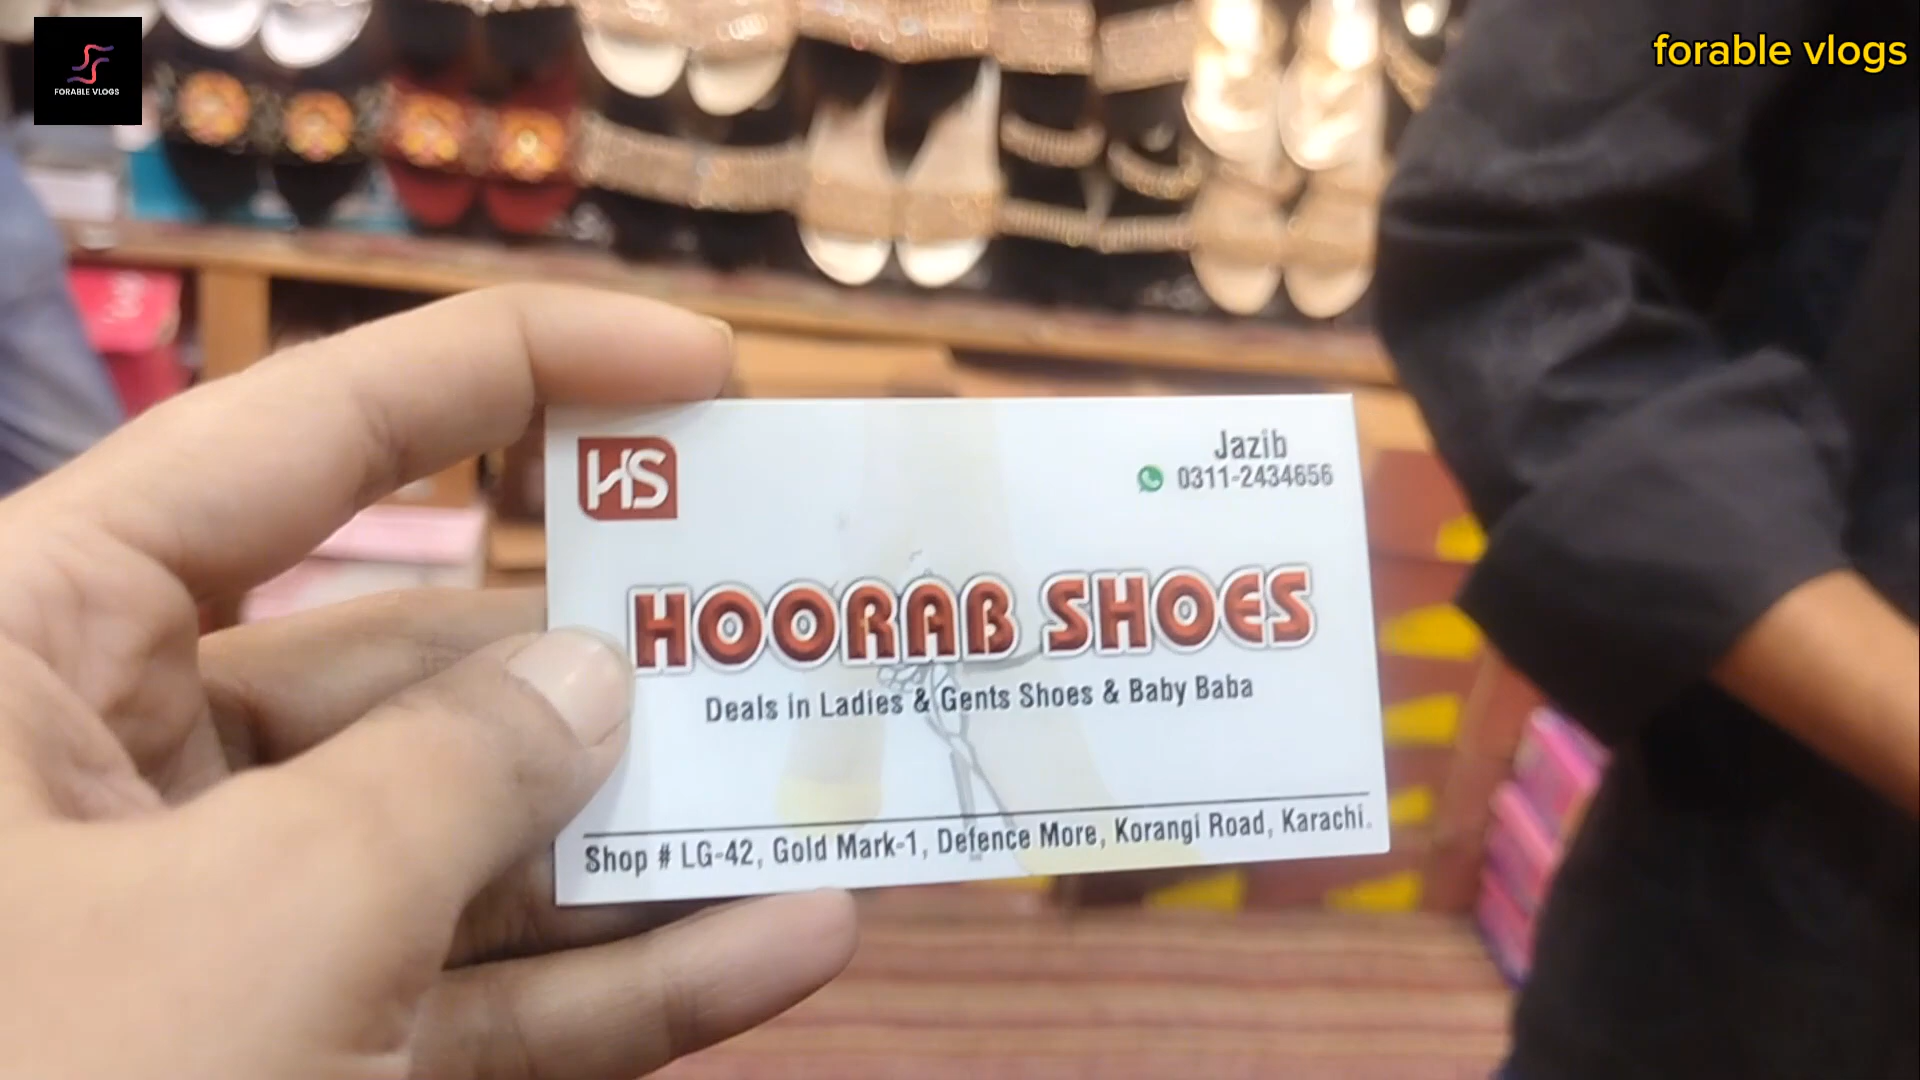 FORABLE VLOGS
forable vlogs
HS
Jazib
0311-2434656
HOORAB SHOES
Deals in Ladies & Gents Shoes & Baby Baba
Shop # LG-42, Gold Mark-1, Defence More, Korangi Road, Karachi.